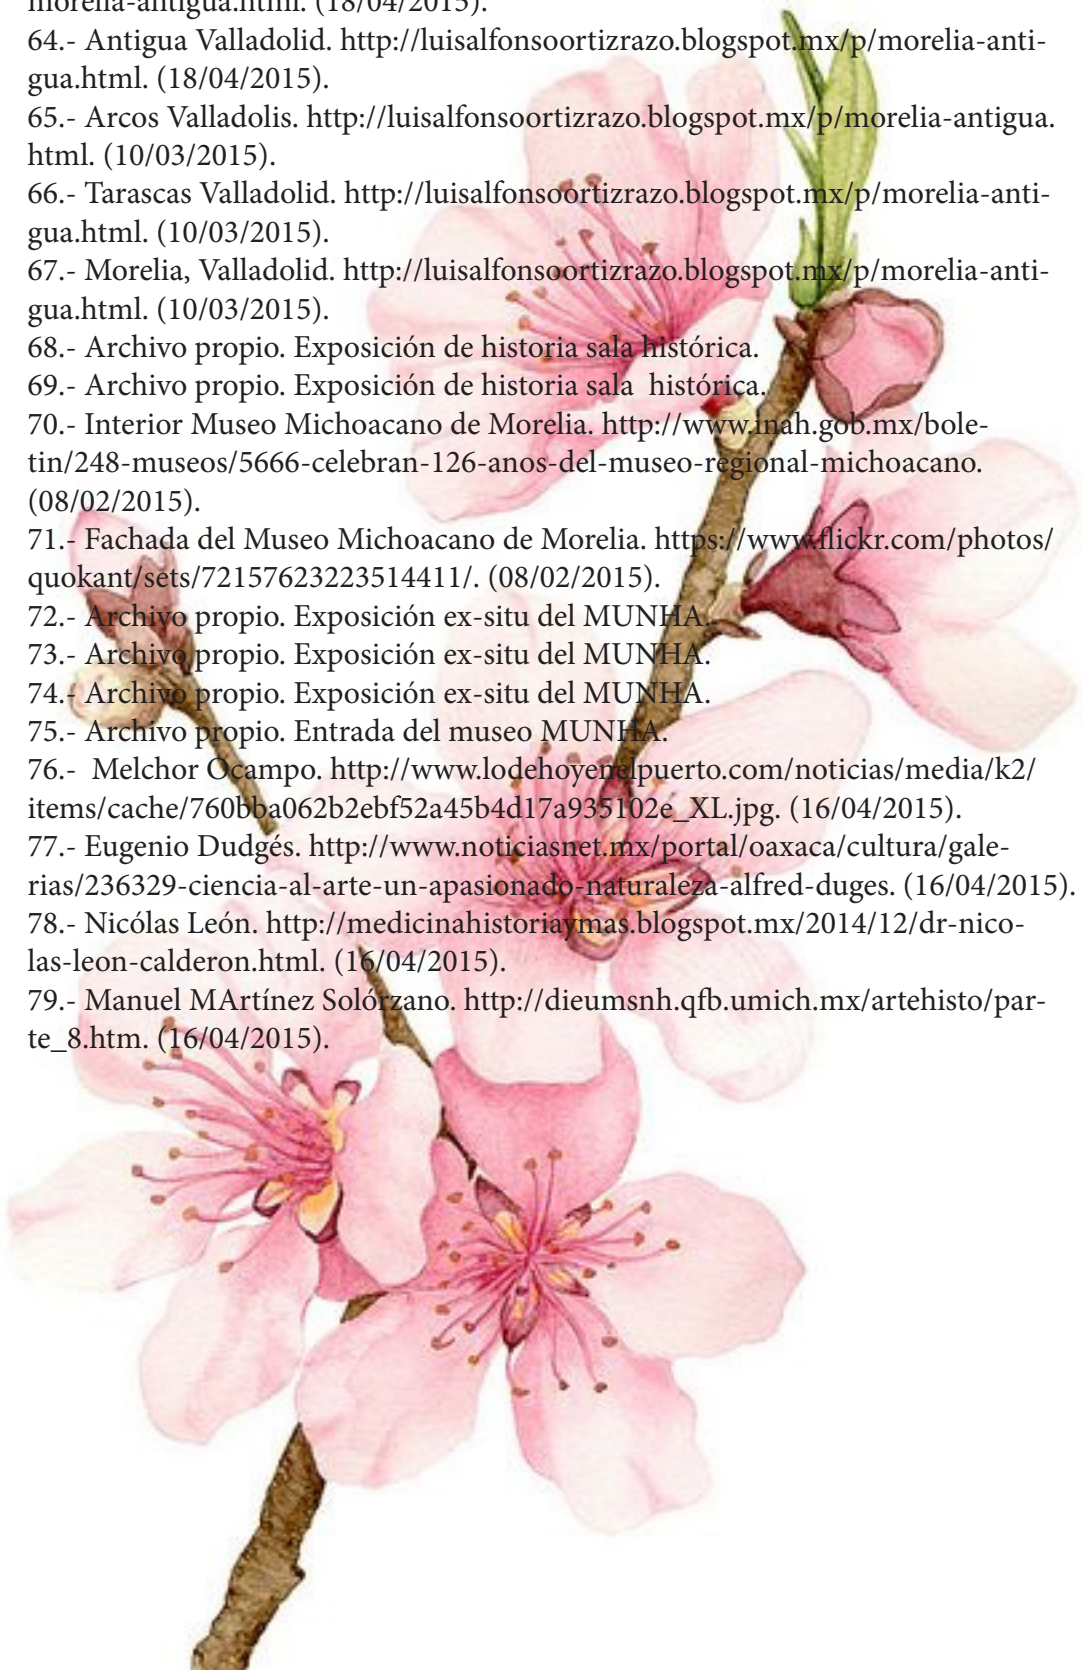 morelia-antigua.html. (18/04/2015).
64.- Antigua Valladolid. http://luisalfonsoortizrazo.blogspot.mx/p/morelia-anti-
gua.html. (18/04/2015).
65.- Arcos Valladolis. http://luisalfonsoortizrazo.blogspot.mx/p/morelia-antigua.
html. (10/03/2015).
66.- Tarascas Valladolid. http://luisalfonsoortizrazo.blogspot.mx/p/morelia-anti-
gua.html. (10/03/2015).
67.- Morelia, Valladolid. http://luisalfonsoortizrazo.blogspot.mx/p/morelia-anti-
gua.html. (10/03/2015).
68.- Archivo propio. Exposición de historia sala histórica.
69.- Archivo propio. Exposición de historia sala  histórica.
70.- Interior Museo Michoacano de Morelia. http://www.inah.gob.mx/bole-
tin/248-museos/5666-celebran-126-anos-del-museo-regional-michoacano.
(08/02/2015).
71.- Fachada del Museo Michoacano de Morelia. https://www.flickr.com/photos/
quokant/sets/72157623223514411/. (08/02/2015).
72.- Archivo propio. Exposición ex-situ del MUNHA.
73.- Archivo propio. Exposición ex-situ del MUNHA.
74.- Archivo propio. Exposición ex-situ del MUNHA.
75.- Archivo propio. Entrada del museo MUNHA.
76.-  Melchor Ocampo. http://www.lodehoyenelpuerto.com/noticias/media/k2/
items/cache/760bba062b2ebf52a45b4d17a935102e_XL.jpg. (16/04/2015).
77.- Eugenio Dudgés. http://www.noticiasnet.mx/portal/oaxaca/cultura/gale-
rias/236329-ciencia-al-arte-un-apasionado-naturaleza-alfred-duges. (16/04/2015).
78.- Nicólas León. http://medicinahistoriaymas.blogspot.mx/2014/12/dr-nico-
las-leon-calderon.html. (16/04/2015).
79.- Manuel MArtínez Solórzano. http://dieumsnh.qfb.umich.mx/artehisto/par-
te_8.htm. (16/04/2015).